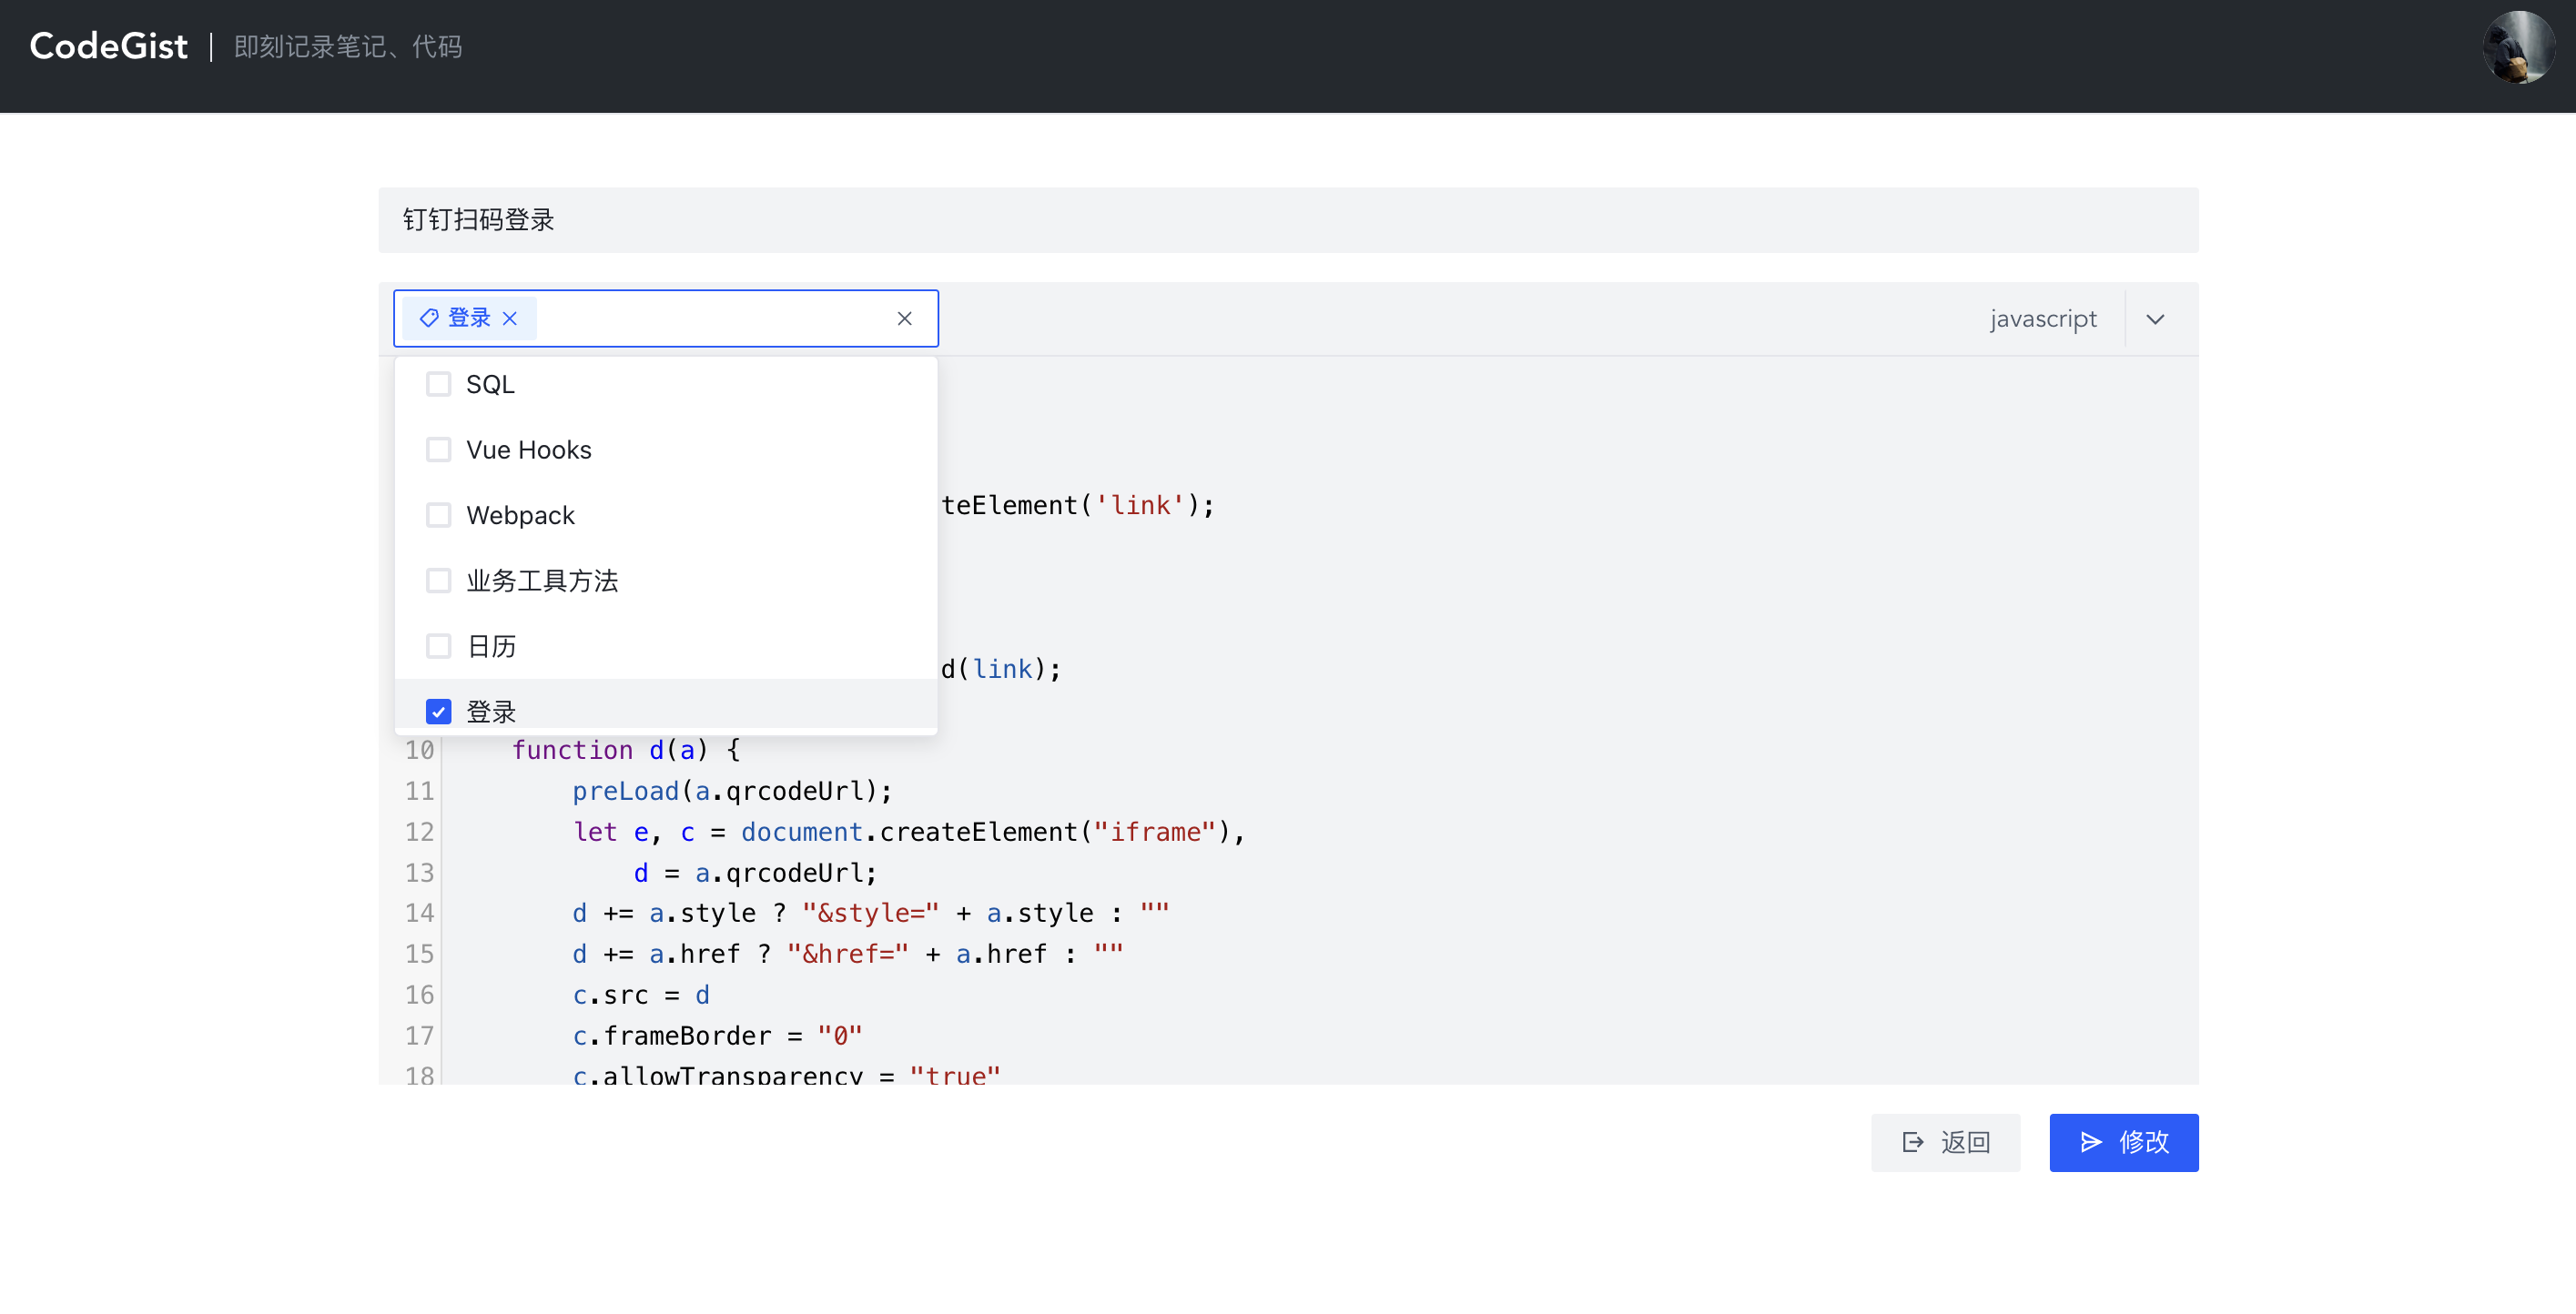 CodeGist | 即刻记录笔记、代码
钉钉扫码登录
登录 javascript
SQL
Vue Hooks
Webpack
teElement('link');
业务工具方法
日历
d(link);
登录
10 function d(a) {
11 preLoad(a.qrcodeUrl);
12 let e, c = document.createElement("iframe"),
13 d = a.qrcodeUrl;
14 d += a.style ? "&style=" + a.style : ""
15 d += a.href ? "&href=" + a.href : ""
16 c.src = d
17 c.frameBorder = "0"
18 c.allowTransparency = "true"
返回 修改